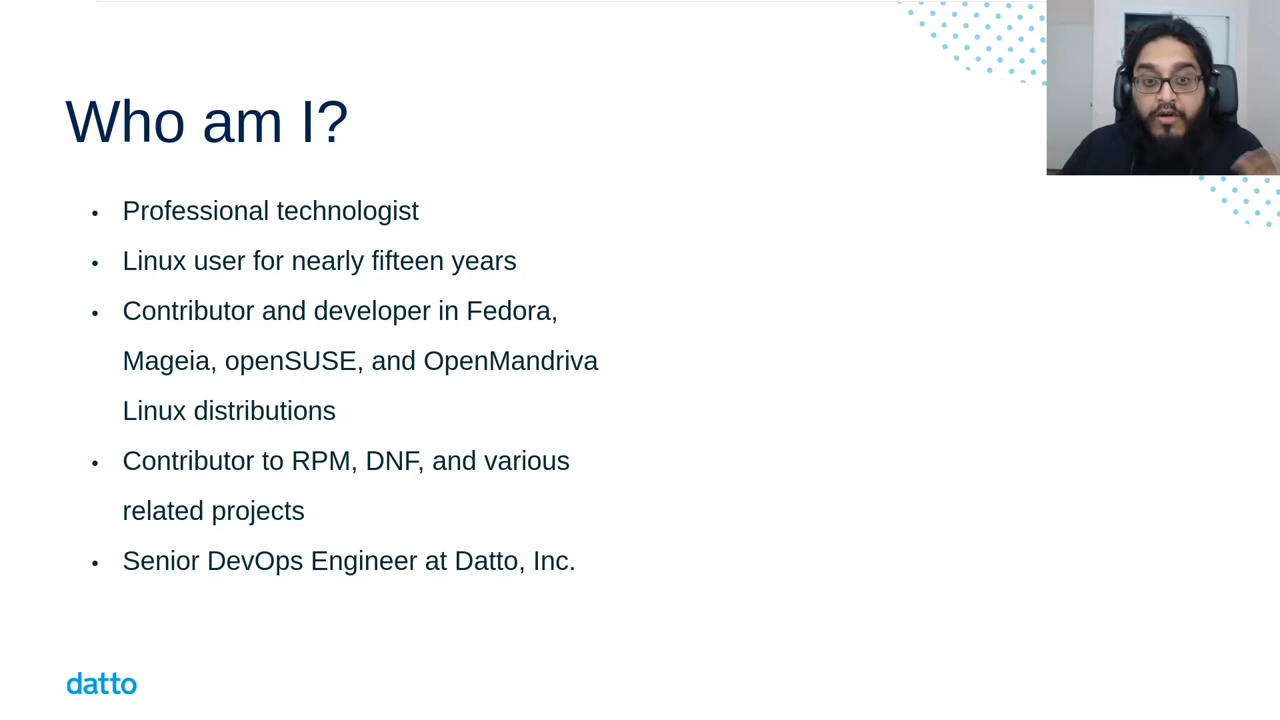 Who am I?
• Professional technologist
• Linux user for nearly fifteen years
• Contributor and developer in Fedora,
Mageia, openSUSE, and OpenMandriva
Linux distributions
• Contributor to RPM, DNF, and various
related projects
• Senior DevOps Engineer at Datto, Inc.
datto